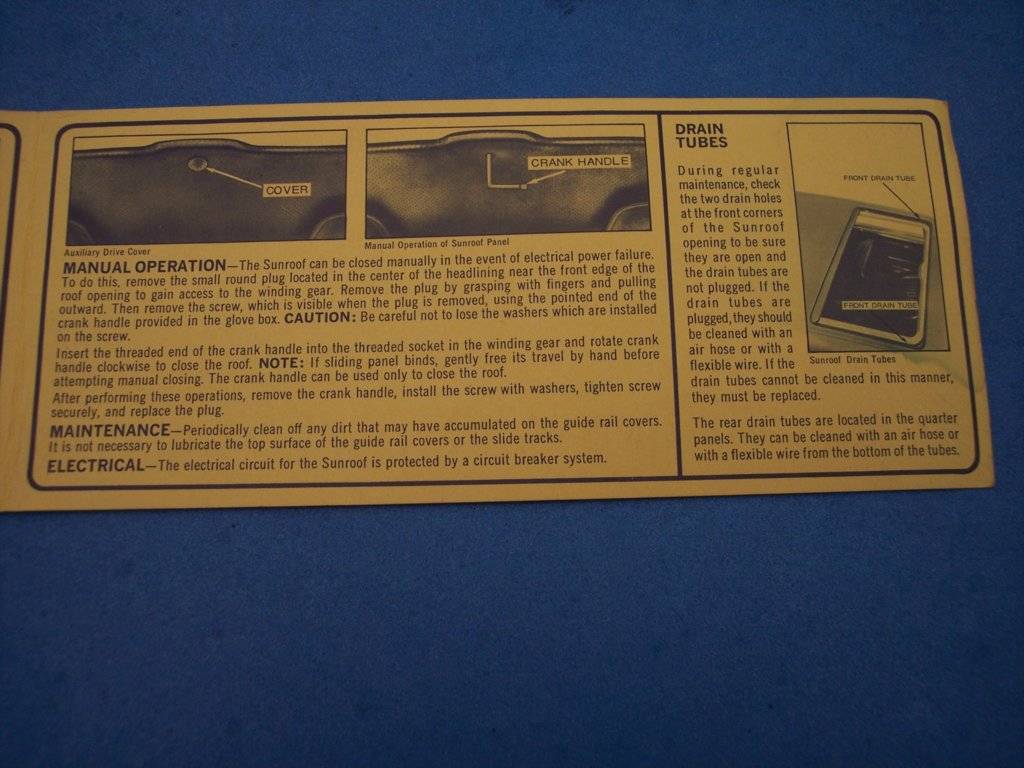 COVER
CRANK HANDLE
Auxiliary Drive Cover
Manual Operation of Sunroof Panel
MANUAL OPERATION—The Sunroof can be closed manually in the event of electrical power failure.
To do this, remove the small round plug located in the center of the headlining near the front edge of the
roof opening to gain access to the winding gear. Remove the plug by grasping with fingers and pulling
outward. Then remove the screw, which is visible when the plug is removed, using the pointed end of the
crank handle provided in the glove box. CAUTION: Be careful not to lose the washers which are installed
on the screw.
Insert the threaded end of the crank handle into the threaded socket in the winding gear and rotate crank
handle clockwise to close the roof. NOTE: If sliding panel binds, gently free its travel by hand before
attempting manual closing. The crank handle can be used only to close the roof.
After performing these operations, remove the crank handle, install the screw with washers, tighten screw
securely, and replace the plug.
MAINTENANCE—Periodically clean off any dirt that may have accumulated on the guide rail covers.
It is not necessary to lubricate the top surface of the guide rail covers or the slide tracks.
ELECTRICAL—The electrical circuit for the Sunroof is protected by a circuit breaker system.
DRAIN
TUBES
During regular
maintenance, check
the two drain holes
at the front corners
of the Sunroof
opening to be sure
they are open and
the drain tubes are
not plugged. If the
drain tubes are
plugged, they should
be cleaned with an
air hose or with a
flexible wire. If the
drain tubes cannot be cleaned in this manner,
they must be replaced.
The rear drain tubes are located in the quarter
panels. They can be cleaned with an air hose or
with a flexible wire from the bottom of the tubes.
FRONT DRAIN TUBE
FRONT DRAIN TUBE
Sunroof Drain Tubes